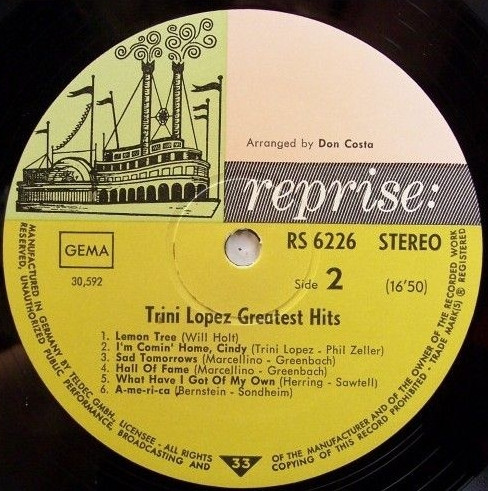 Arranged by Don Costa
reprise:
GEMA
30,592
RS 6226 STEREO
Side 2 (16'50)
Trini Lopez Greatest Hits
1. Lemon Tree (Will Holt)
2. I'm Comin' Home, Cindy (Trini Lopez - Phil Zeller)
3. Sad Tomorrows (Marcellino - Greenbach)
4. Hall Of Fame (Marcellino - Greenbach)
5. What Have I Got Of My Own (Herring - Sawtell)
6. A-me-ri-ca (Bernstein - Sondheim)
33
MANUFACTURED IN GERMANY BY TELDEC GMBH. LICENSEE - ALL RIGHTS OF THE MANUFACTURER AND OF THE OWNER OF THE RECORDED WORK
RESERVED, UNAUTHORIZED PUBLIC PERFORMANCE, BROADCASTING AND COPYING OF THIS RECORD PROHIBITED - TRADE MARK(S) ® REGISTERED